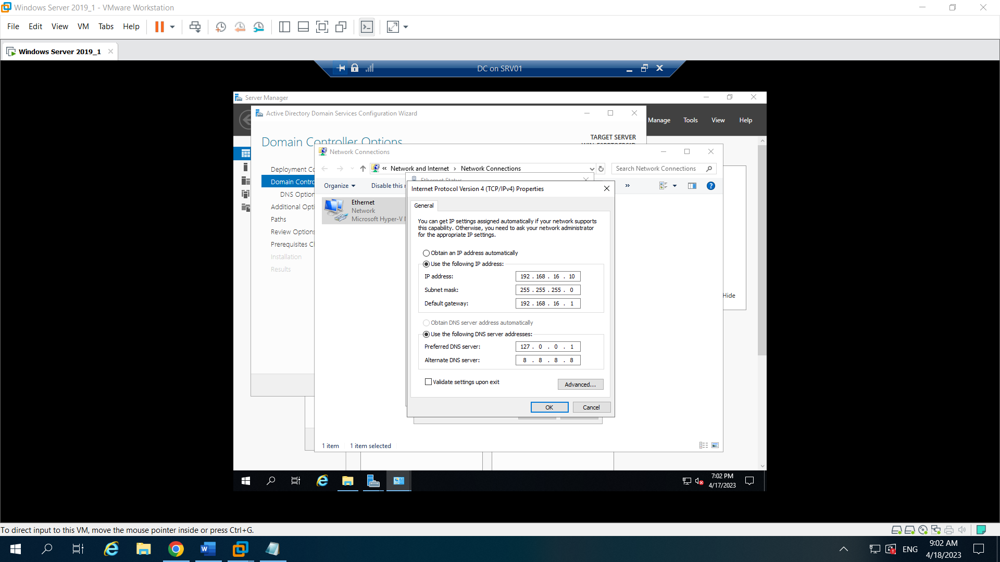 Windows Server 2019_1 - VMware Workstation
File Edit View VM Tabs Help
Windows Server 2019_1
DC on SRV01
Server Manager
Active Directory Domain Services Configuration Wizard
Manage Tools View Help
Domain Controller Options
TARGET SERVER
Network Connections
Deployment Co
« Network and Internet › Network Connections
Search Network Connections
Domain Contro
Ethernet Status
Organize
Disable this
»
Internet Protocol Version 4 (TCP/IPv4) Properties
DNS Option
Ethernet
Network
Microsoft Hyper-V
General
Additional Opti
Paths
Review Options
Prerequisites C
Installation
Results
You can get IP settings assigned automatically if your network supports
this capability. Otherwise, you need to ask your network administrator
for the appropriate IP settings.
Obtain an IP address automatically
Use the following IP address:
IP address: 192 . 168 . 16 . 10
Subnet mask: 255 . 255 . 255 . 0
Default gateway: 192 . 168 . 16 . 1
Hide
Obtain DNS server address automatically
Use the following DNS server addresses:
Preferred DNS server: 127 . 0 . 0 . 1
Alternate DNS server: 8 . 8 . 8 . 8
Validate settings upon exit
Advanced...
OK
Cancel
1 item 1 item selected
7:02 PM
4/17/2023
To direct input to this VM, move the mouse pointer inside or press Ctrl+G.
ENG
9:02 AM
4/18/2023